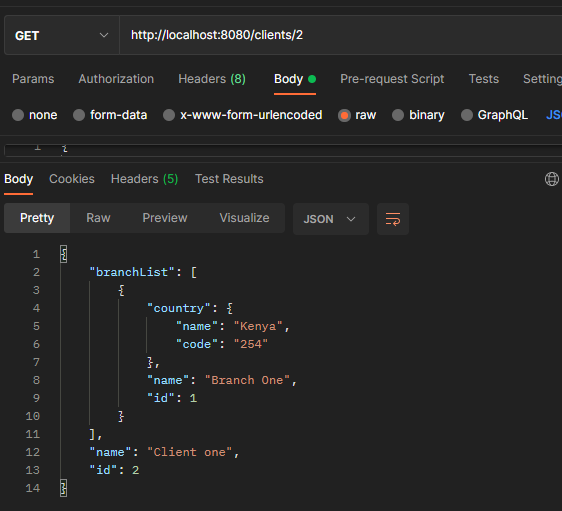 GET http://localhost:8080/clients/2
Params Authorization Headers (8) Body Pre-request Script Tests Setting
none form-data x-www-form-urlencoded raw binary GraphQL JS
1 {
Body Cookies Headers (5) Test Results
Pretty Raw Preview Visualize JSON
1 {
2 "branchList": [
3 {
4 "country": {
5 "name": "Kenya",
6 "code": "254"
7 },
8 "name": "Branch One",
9 "id": 1
10 }
11 ],
12 "name": "Client one",
13 "id": 2
14 }